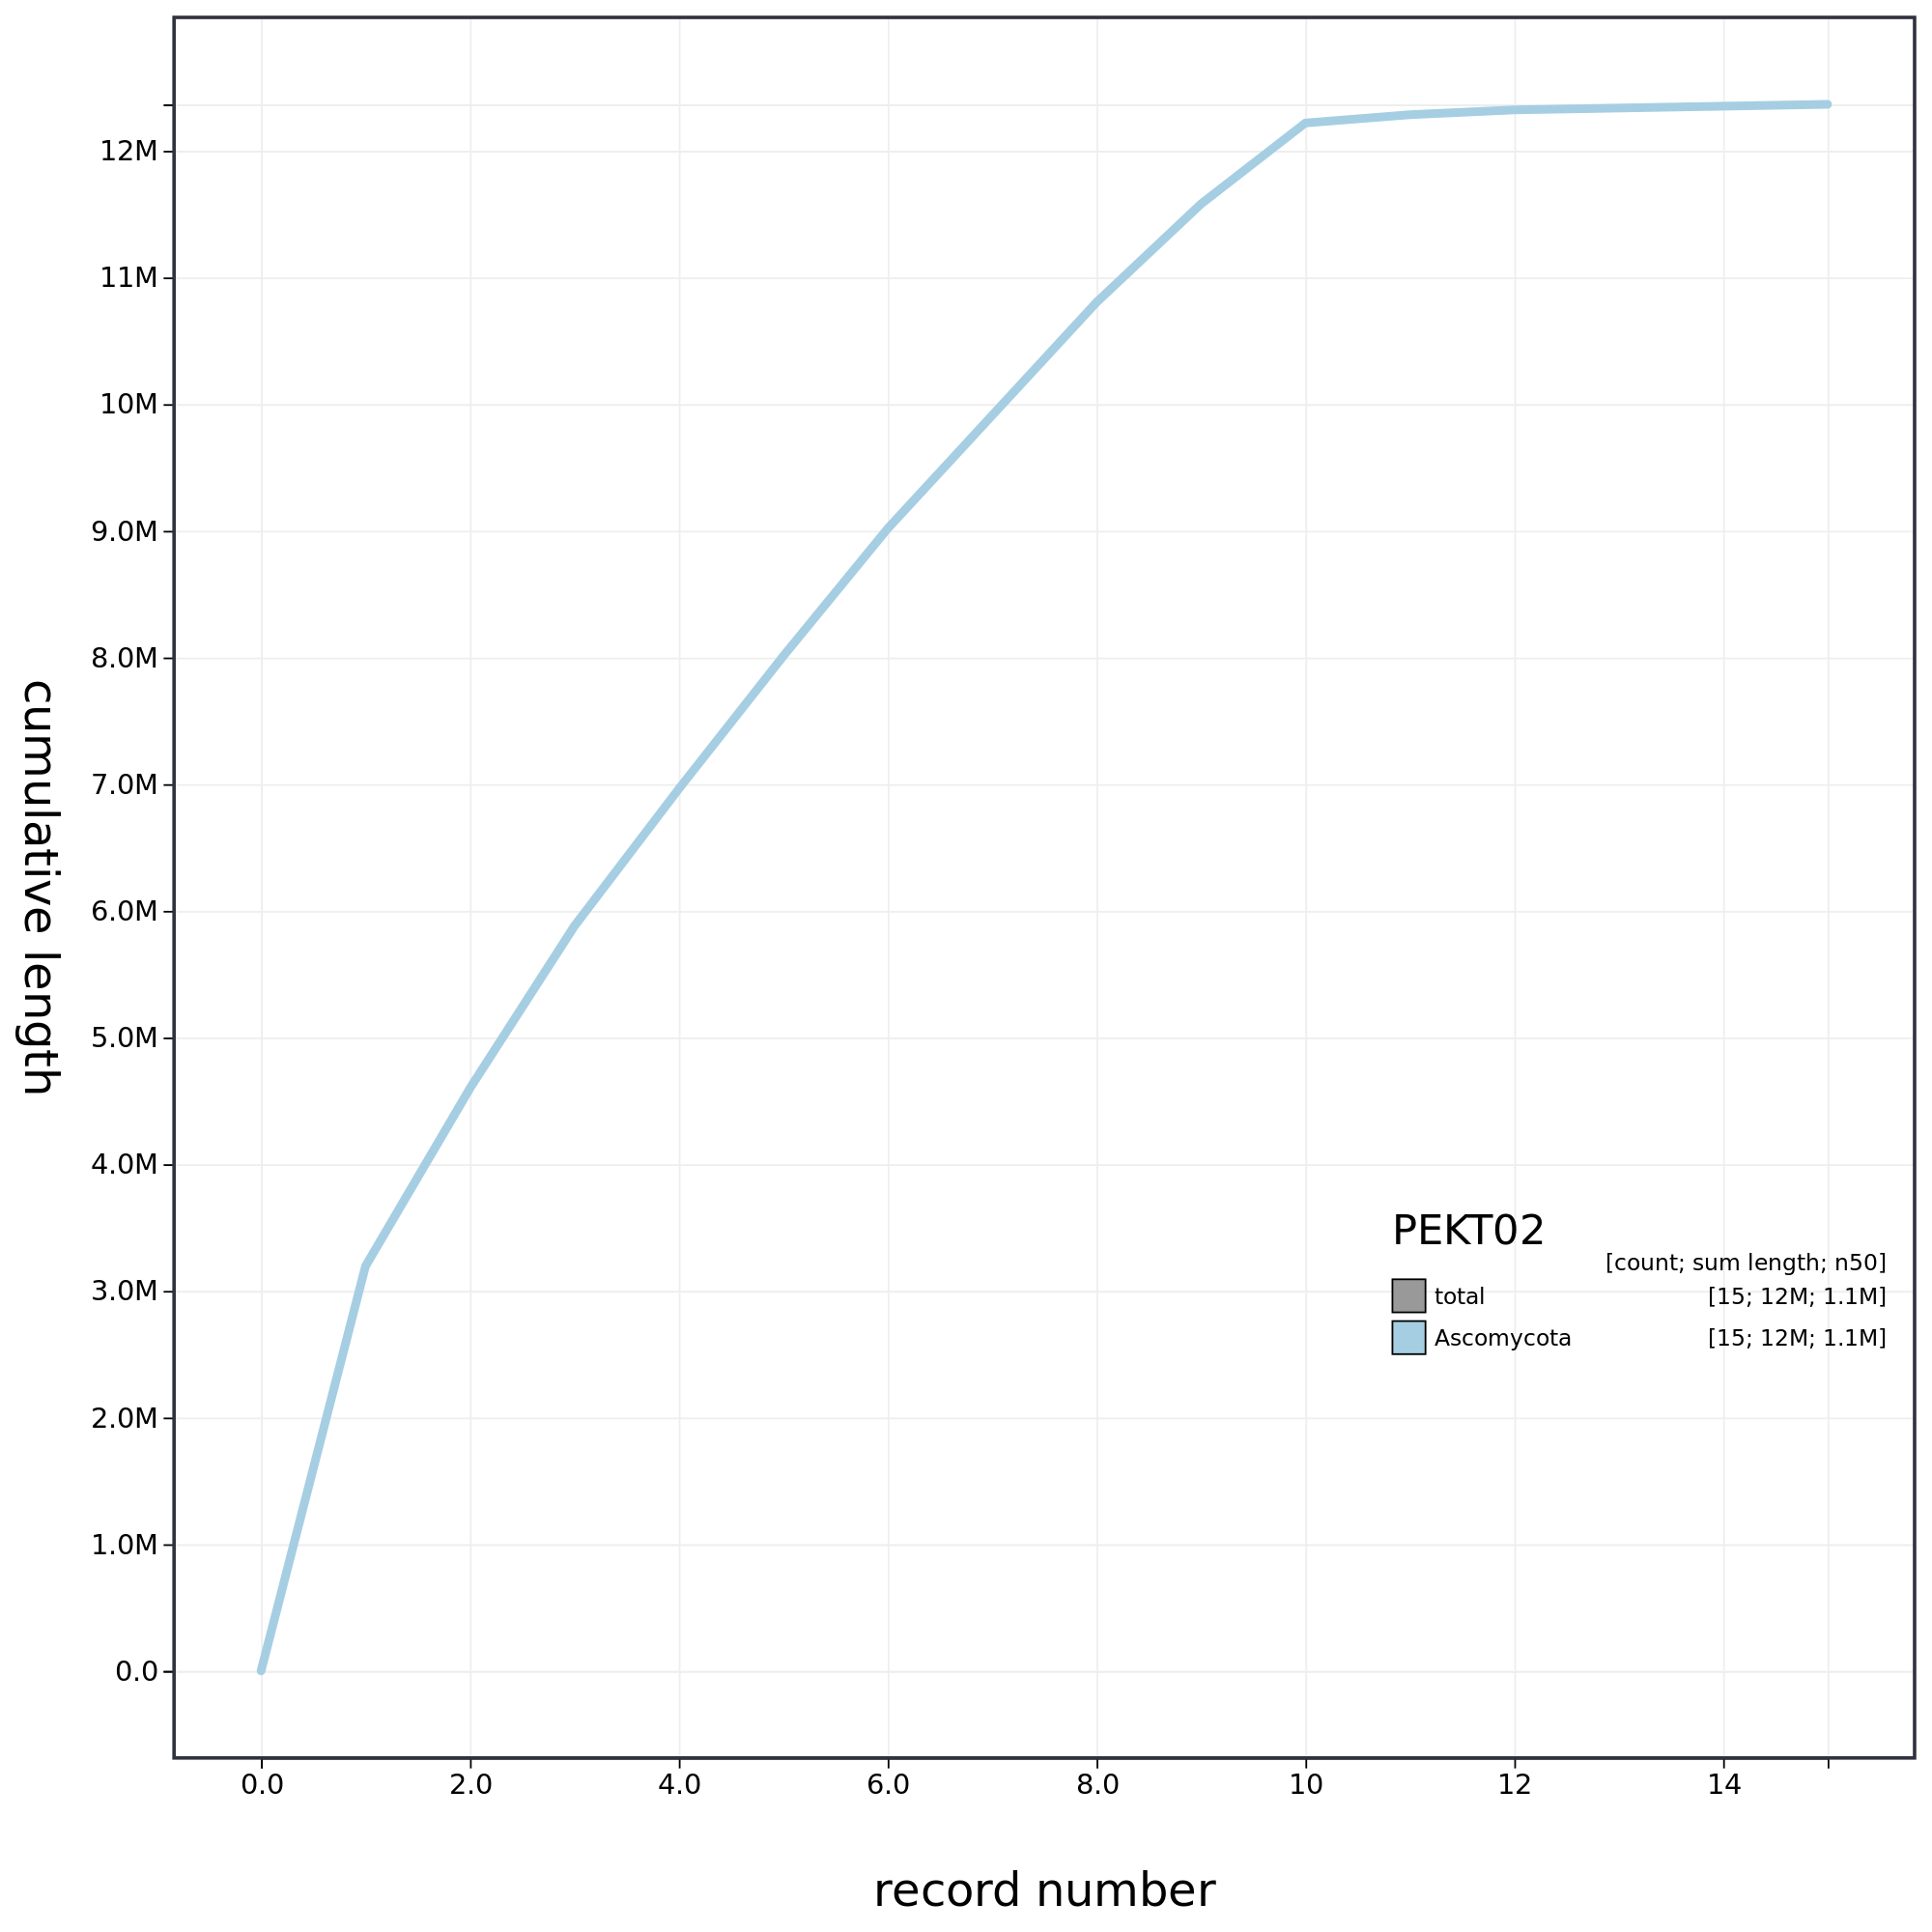 12M
11M
10M
9.0M
8.0M
7.0M
6.0M
5.0M
4.0M
3.0M
2.0M
1.0M
0.0
cumulative length
PEKT02
[count; sum length; n50]
total [15; 12M; 1.1M]
Ascomycota [15; 12M; 1.1M]
0.0 2.0 4.0 6.0 8.0 10 12 14
record number